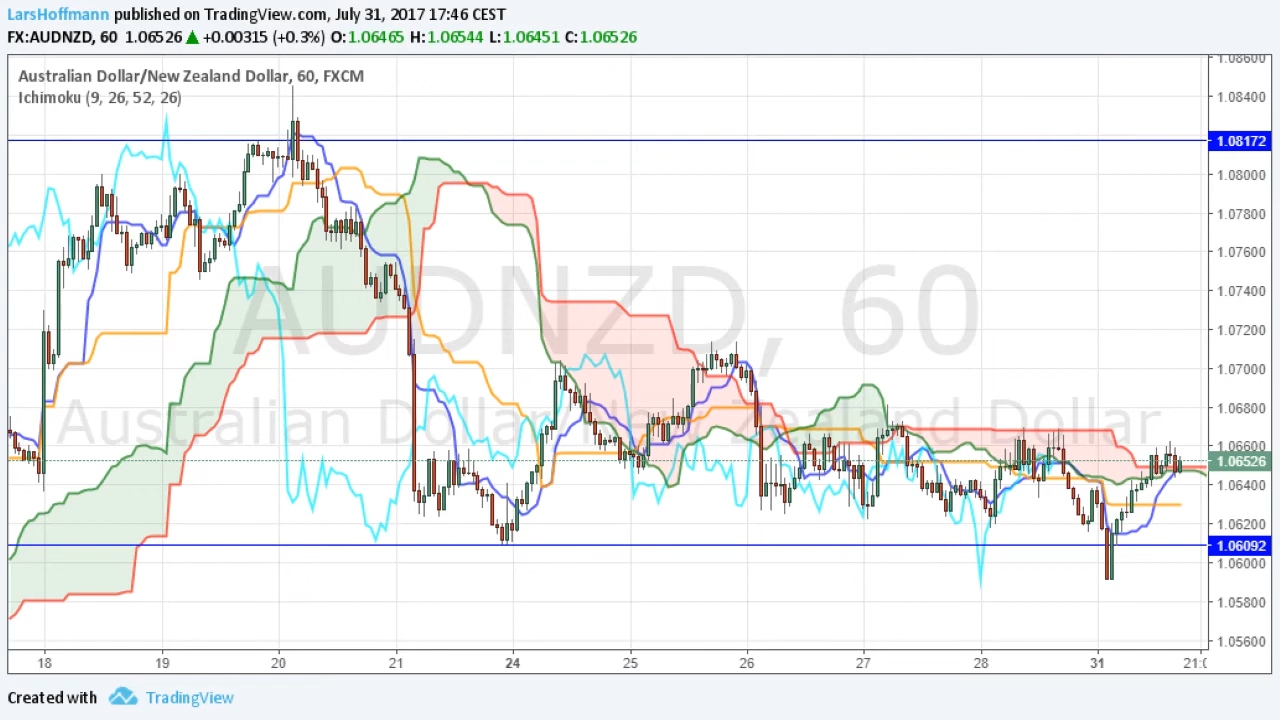 LarsHoffmann published on TradingView.com, July 31, 2017 17:46 CEST
FX:AUDNZD, 60 1.06526 ▲ +0.00315 (+0.3%) O:1.06465 H:1.06544 L:1.06451 C:1.06526
Australian Dollar/New Zealand Dollar, 60, FXCM
Ichimoku (9, 26, 52, 26)
AUDNZD, 60
Australian Dollar/New Zealand Dollar
1.08600
1.08400
1.08172
1.08000
1.07800
1.07600
1.07400
1.07200
1.07000
1.06800
1.06600
1.06526
1.06400
1.06200
1.06092
1.06000
1.05800
1.05600
18 19 20 21 24 25 26 27 28 31 21:0
Created with TradingView